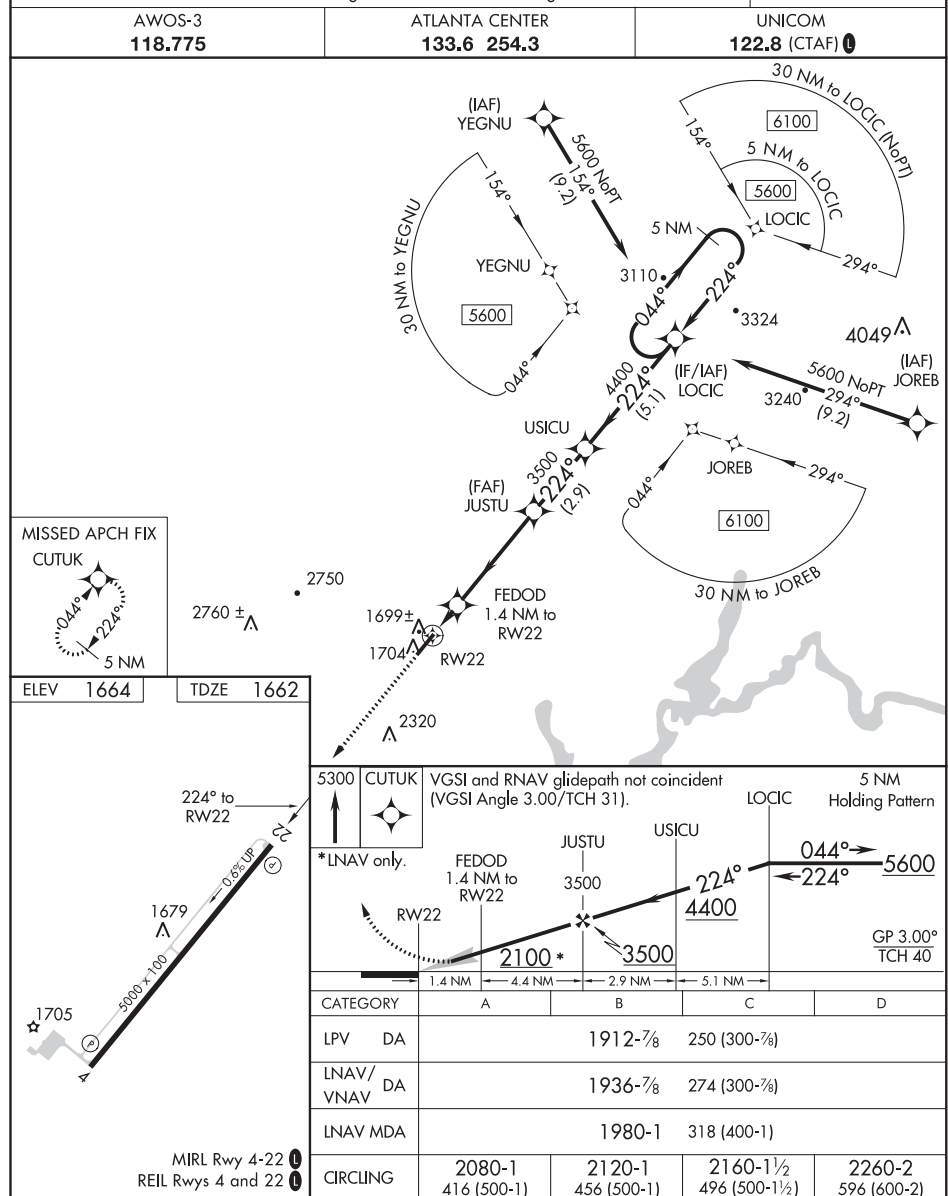 AWOS-3
118.775
ATLANTA CENTER
133.6 254.3
UNICOM
122.8 (CTAF) L
(IAF)
YEGNU
5600 NoPT
154°
(9.2)
30 NM to LOCIC (NoPT)
6100
5 NM to LOCIC
5600
LOCIC
154°
294°
30 NM to YEGNU
154°
YEGNU
5600
044°
5 NM
3110
044°
224°
3324
4049
(IF/IAF)
LOCIC
(IAF)
JOREB
5600 NoPT
294°
(9.2)
3240
4400
224°
(5.1)
USICU
3500
224°
(2.9)
(FAF)
JUSTU
JOREB
044°
294°
6100
30 NM to JOREB
MISSED APCH FIX
CUTUK
044°
224°
5 NM
2750
2760 ±
1699±
1704
FEDOD
1.4 NM to
RW22
RW22
2320
ELEV 1664
TDZE 1662
224° to
RW22
22
P
0.6% UP
1679
5000 x 100
1705
P
4
MIRL Rwy 4-22 L
REIL Rwys 4 and 22 L
5300
CUTUK
VGSI and RNAV glidepath not coincident
(VGSI Angle 3.00/TCH 31).
5 NM
Holding Pattern
*LNAV only.
LOCIC
USICU
JUSTU
FEDOD
1.4 NM to
RW22
RW22
3500
224°
044°
224°
5600
4400
3500
2100 *
GP 3.00°
TCH 40
1.4 NM
4.4 NM
2.9 NM
5.1 NM
CATEGORY A B C D
LPV DA 1912-⅞ 250 (300-⅞)
LNAV/
VNAV DA 1936-⅞ 274 (300-⅞)
LNAV MDA 1980-1 318 (400-1)
CIRCLING 2080-1 2120-1 2160-1½ 2260-2
416 (500-1) 456 (500-1) 496 (500-1½) 596 (600-2)